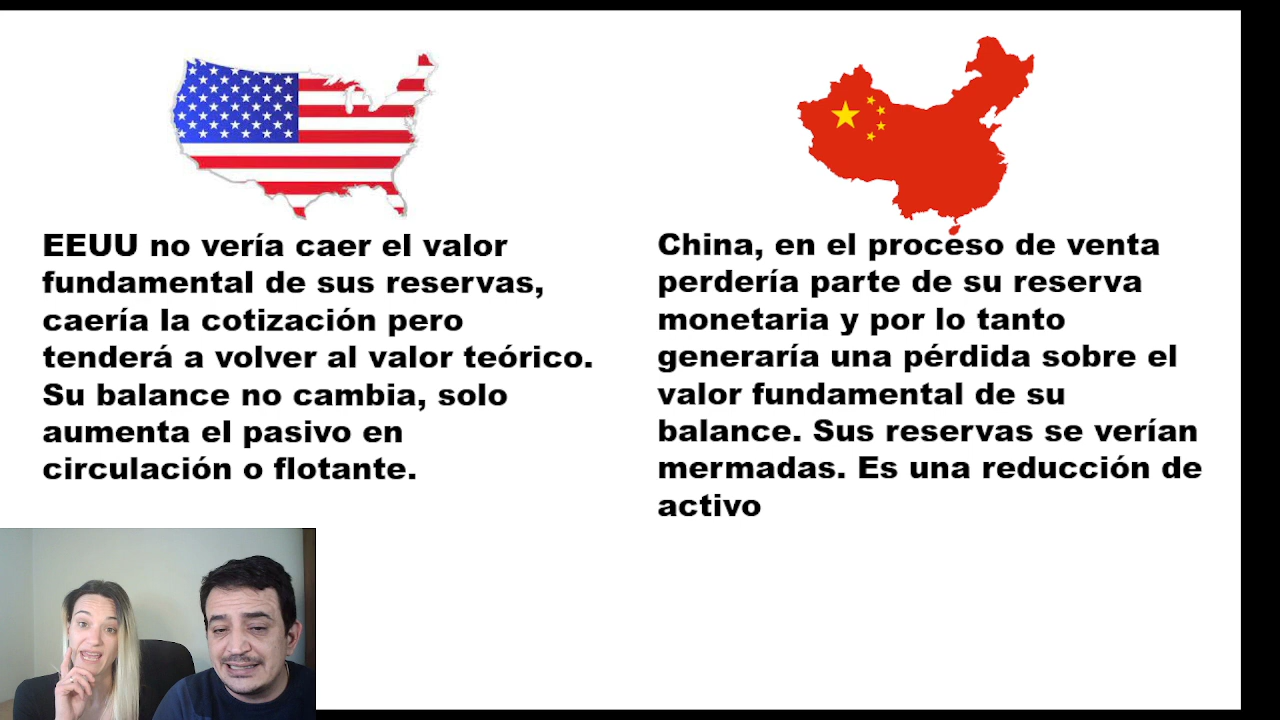 EEUU no vería caer el valor
fundamental de sus reservas,
caería la cotización pero
tenderá a volver al valor teórico.
Su balance no cambia, solo
aumenta el pasivo en
circulación o flotante.
China, en el proceso de venta
perdería parte de su reserva
monetaria y por lo tanto
generaría una pérdida sobre el
valor fundamental de su
balance. Sus reservas se verían
mermadas. Es una reducción de
activo